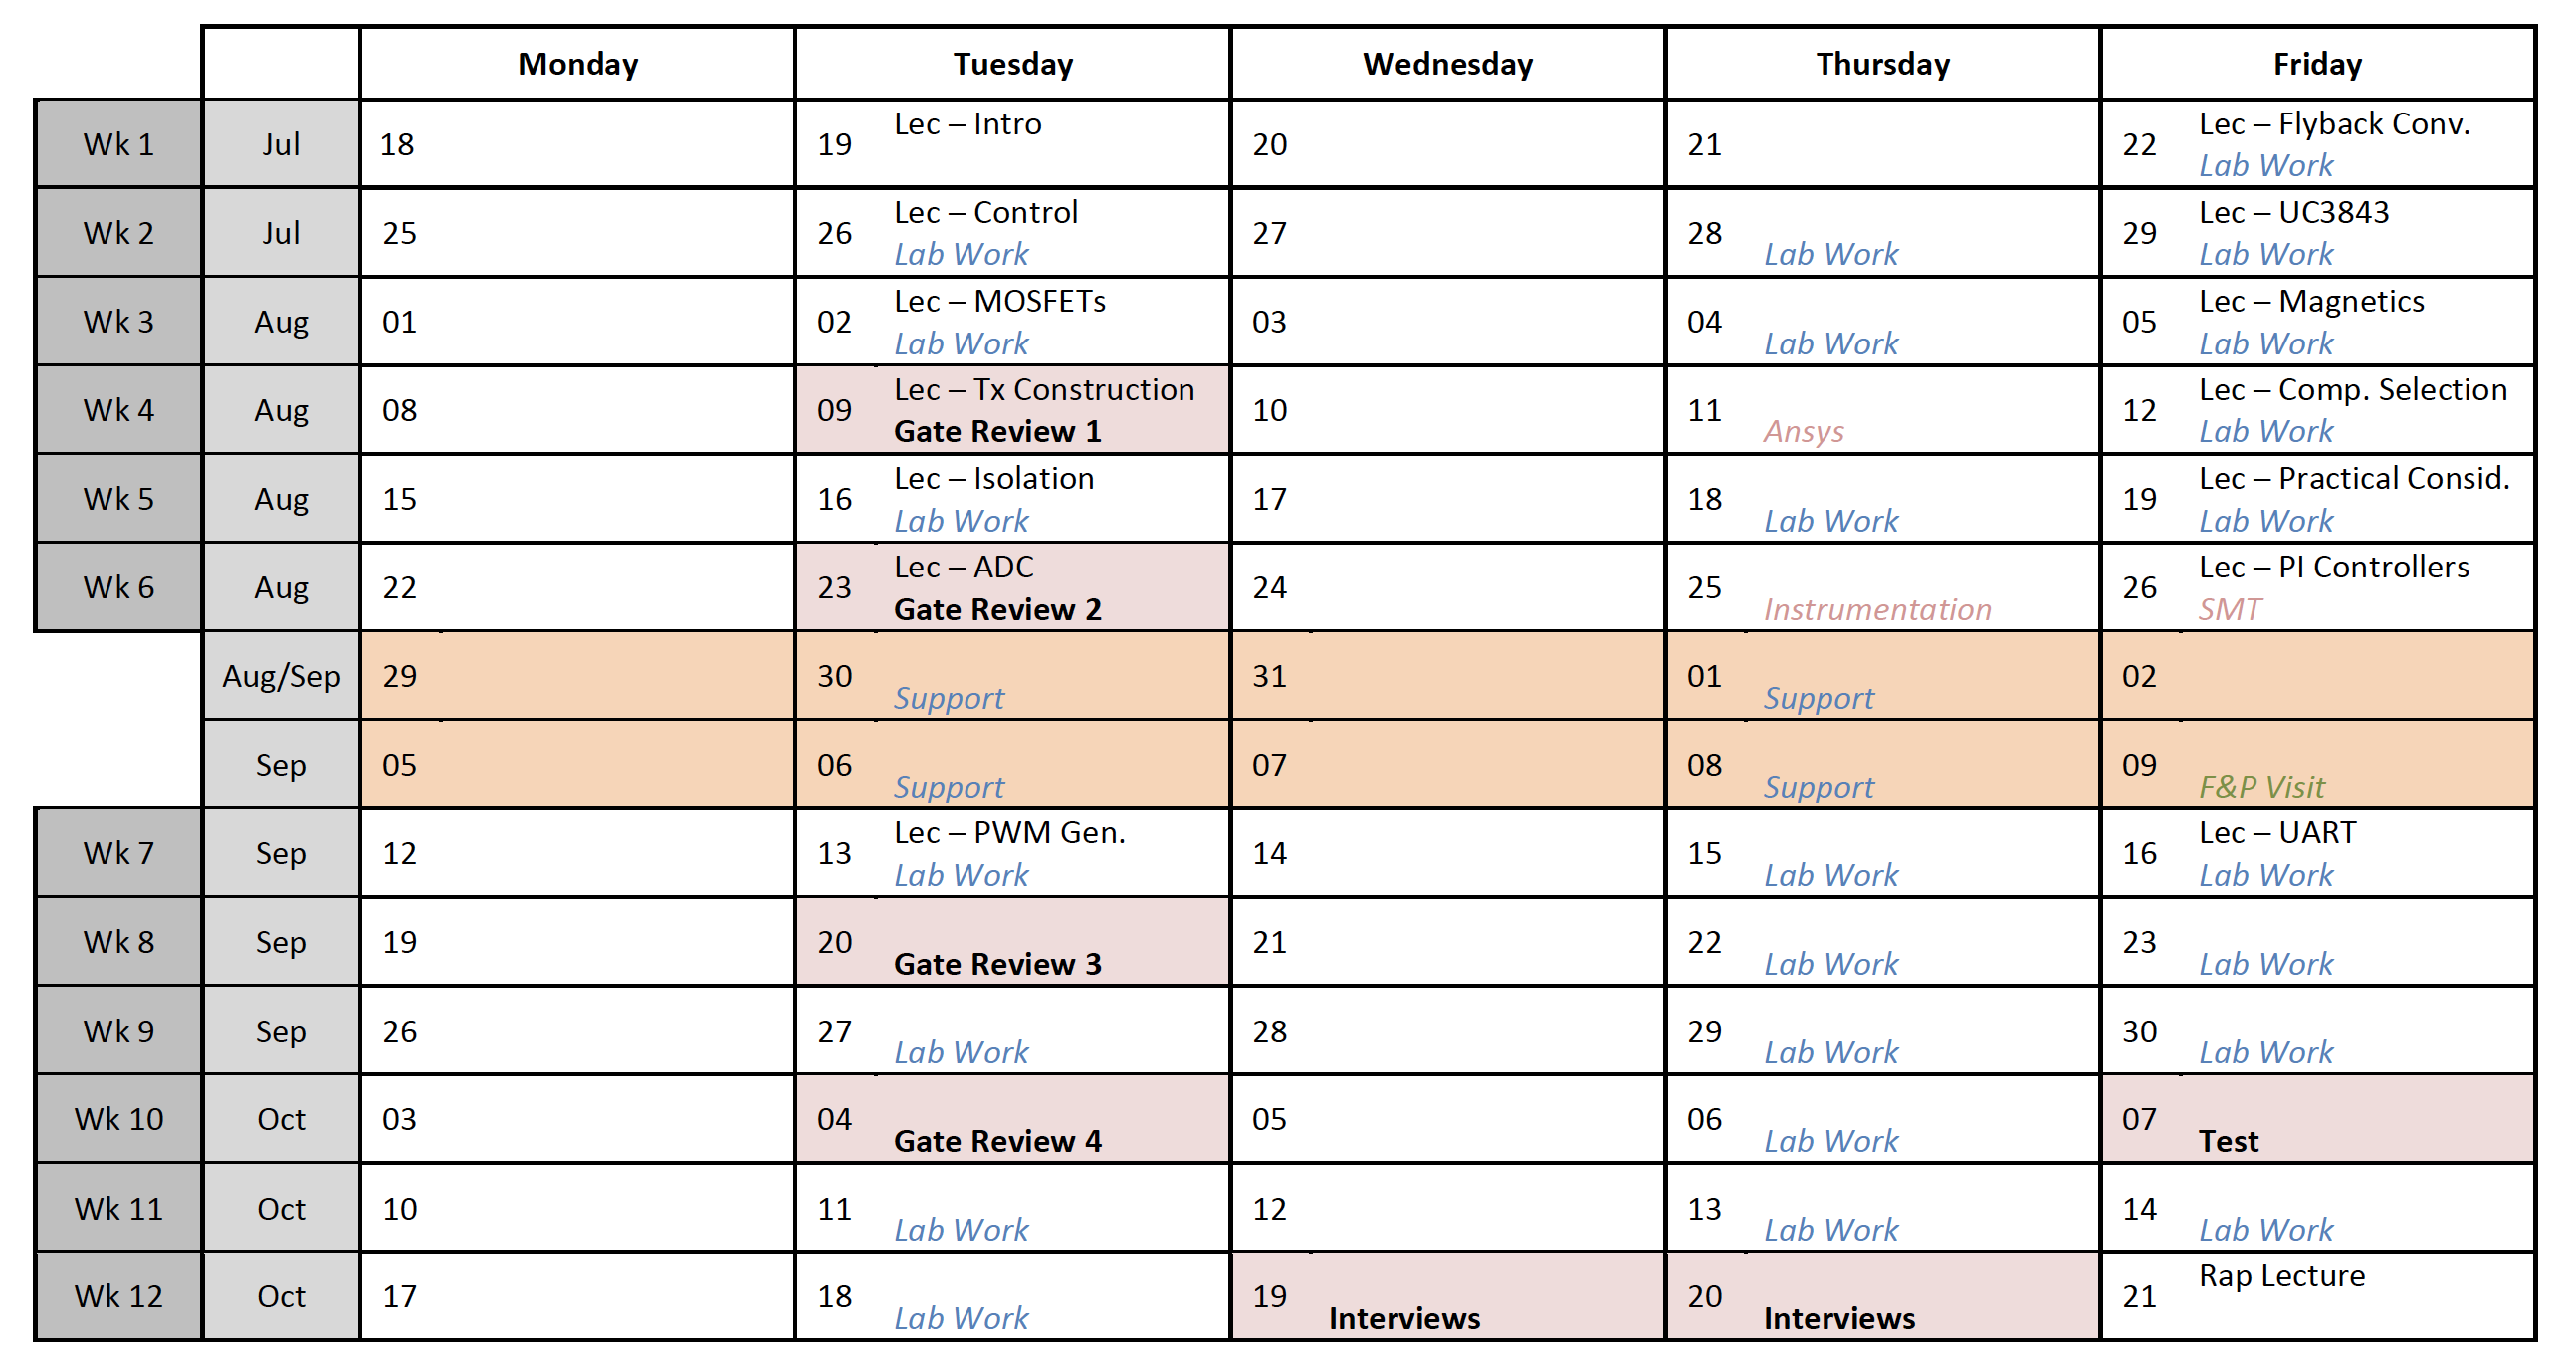 Monday Tuesday Wednesday Thursday Friday
Wk 1 Jul 18 19 Lec – Intro 20 21 22 Lec – Flyback Conv.
Lab Work
Wk 2 Jul 25 26 Lec – Control 27 28 Lab Work 29 Lec – UC3843
Lab Work Lab Work
Wk 3 Aug 01 02 Lec – MOSFETs 03 04 Lab Work 05 Lec – Magnetics
Lab Work Lab Work
Wk 4 Aug 08 09 Lec – Tx Construction 10 11 Ansys 12 Lec – Comp. Selection
Gate Review 1 Lab Work
Wk 5 Aug 15 16 Lec – Isolation 17 18 Lab Work 19 Lec – Practical Consid.
Lab Work Lab Work
Wk 6 Aug 22 23 Lec – ADC 24 25 Instrumentation 26 Lec – PI Controllers
Gate Review 2 SMT
Aug/Sep 29 30 Support 31 01 Support 02
Sep 05 06 Support 07 08 Support 09 F&P Visit
Wk 7 Sep 12 13 Lec – PWM Gen. 14 15 Lab Work 16 Lec – UART
Lab Work Lab Work
Wk 8 Sep 19 20 Gate Review 3 21 22 Lab Work 23 Lab Work
Wk 9 Sep 26 27 Lab Work 28 29 Lab Work 30 Lab Work
Wk 10 Oct 03 04 Gate Review 4 05 06 Lab Work 07 Test
Wk 11 Oct 10 11 Lab Work 12 13 Lab Work 14 Lab Work
Wk 12 Oct 17 18 Lab Work 19 Interviews 20 Interviews 21 Rap Lecture